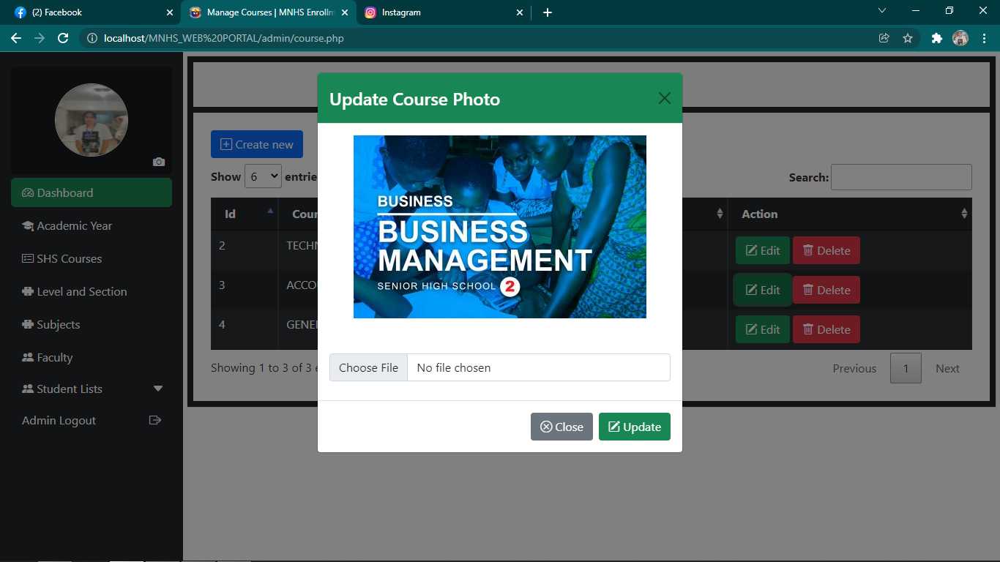 (2) Facebook
Manage Courses | MNHS Enrollm
Instagram
localhost/MNHS_WEB%20PORTAL/admin/course.php
Update Course Photo
BUSINESS
BUSINESS
MANAGEMENT
SENIOR HIGH SCHOOL 2
Choose File No file chosen
Close Update
Dashboard
Academic Year
SHS Courses
Level and Section
Subjects
Faculty
Student Lists
Admin Logout
Create new
Show 6 entrie
Search:
Id Cour Action
2 TECHN Edit Delete
3 ACCO Edit Delete
4 GENE Edit Delete
Showing 1 to 3 of 3 e
Previous 1 Next